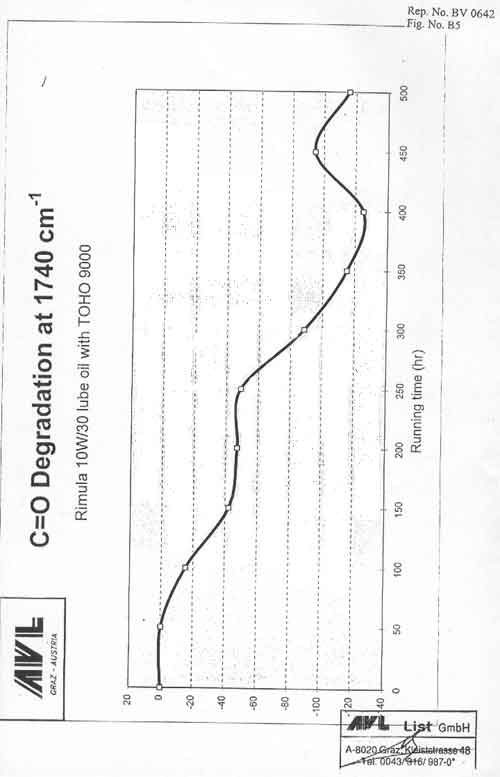 Rep. No. BV 0642
Fig. No. B5
AVL
GRAZ - AUSTRIA
C=O Degradation at 1740 cm-1
Rimula 10W/30 lube oil with TOHO 9000
20
0
-20
-40
-60
-80
-100
-120
-140
0
50
100
150
200
250
300
350
400
450
500
Running time (hr)
AVL List GmbH
A-8020 Graz, Kleiststrasse 48
Tel. 0043/ 316/ 987-0*